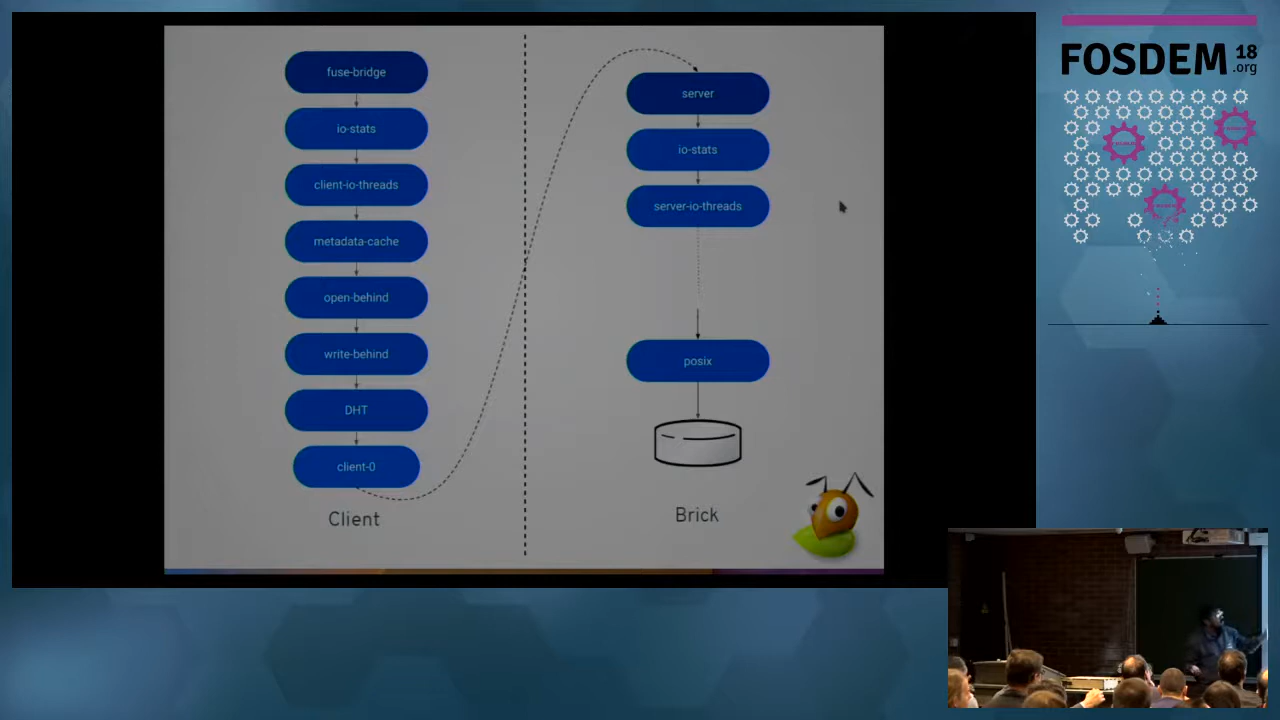 fuse-bridge
io-stats
client-io-threads
metadata-cache
open-behind
write-behind
DHT
client-0
Client
server
io-stats
server-io-threads
posix
Brick
FOSDEM 18
.org